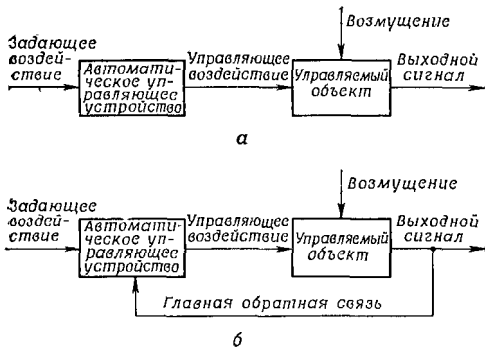 Возмущение
Задающее
воздей-
ствие
Автомати-
ческое уп-
равляющее
устройство
Управляющее
воздействие
Управляемый
объект
Выходной
сигнал
а
Возмущение
Задающее
воздей-
ствие
Автомати-
ческое уп-
равляющее
устройство
Управляющее
воздействие
Управляемый
объект
Выходной
сигнал
Главная обратная связь
б